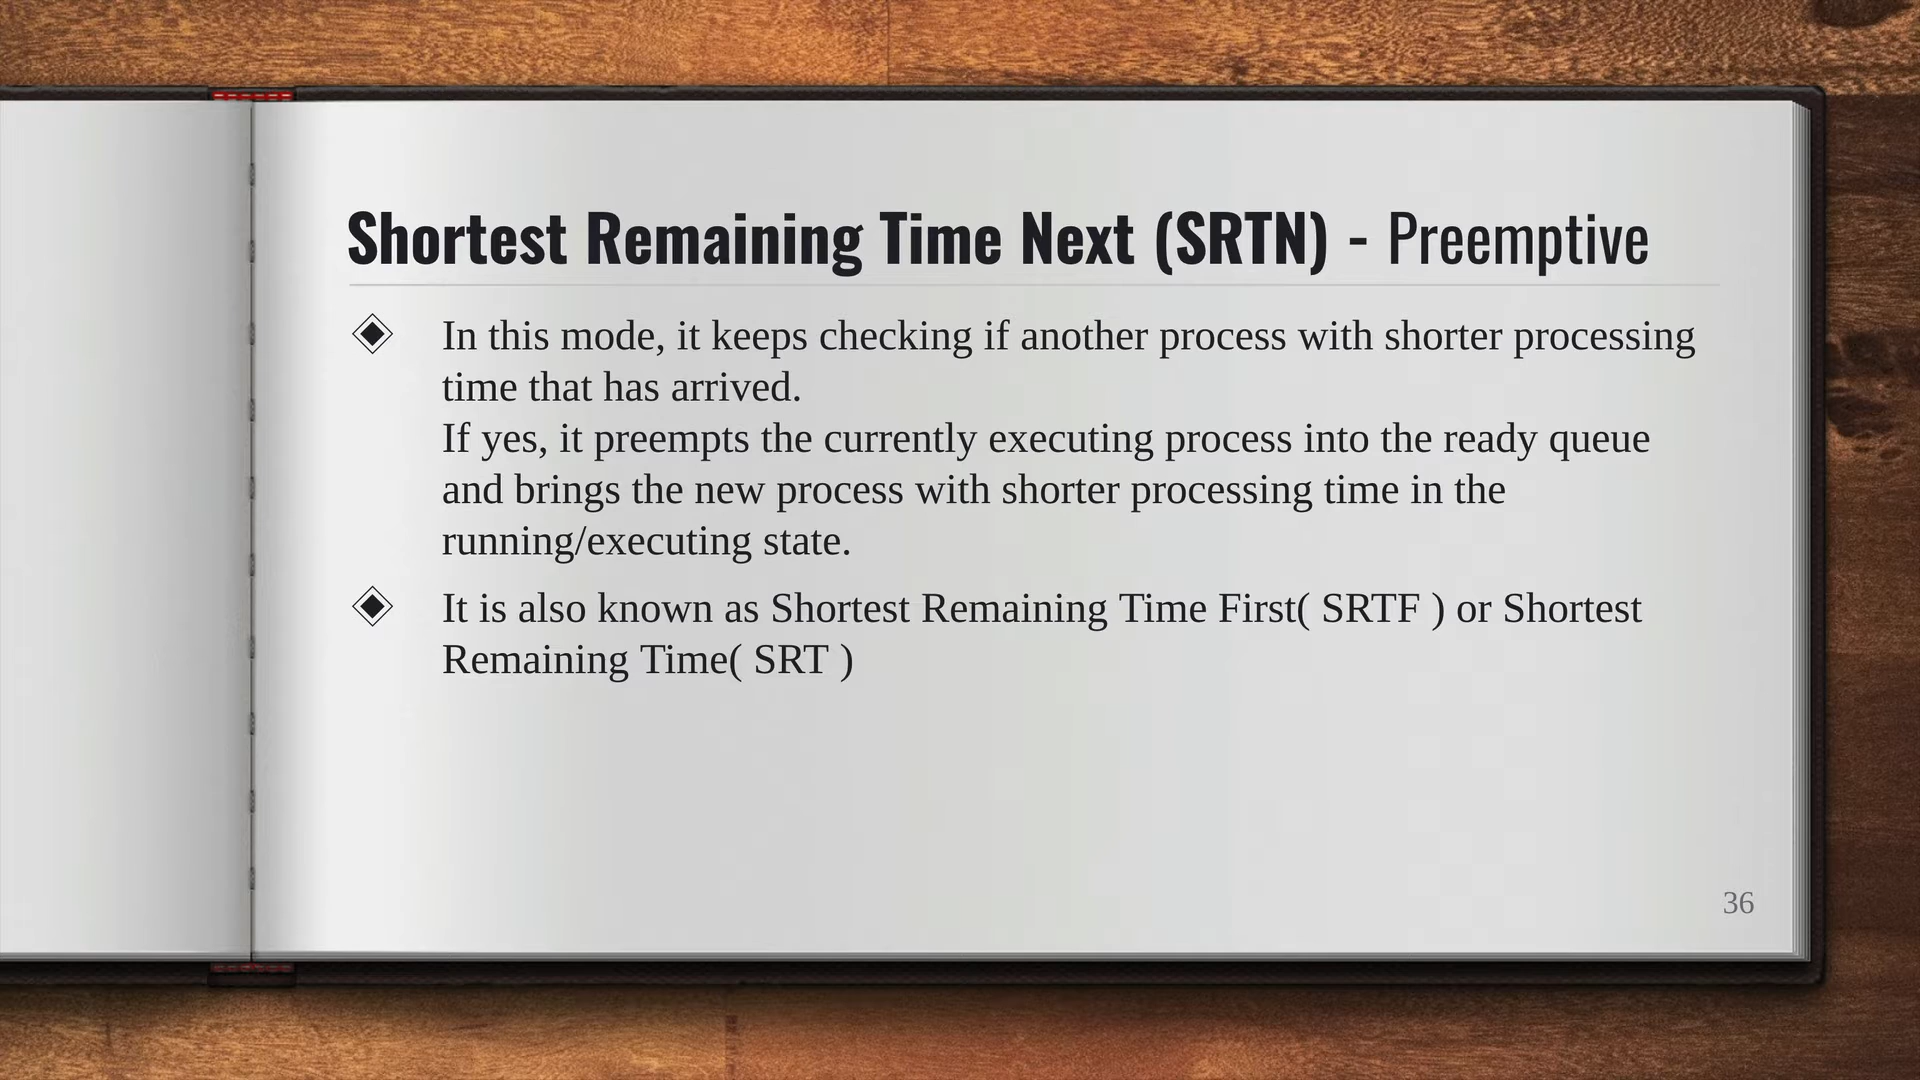 Shortest Remaining Time Next (SRTN) - Preemptive
In this mode, it keeps checking if another process with shorter processing
time that has arrived.
If yes, it preempts the currently executing process into the ready queue
and brings the new process with shorter processing time in the
running/executing state.
It is also known as Shortest Remaining Time First( SRTF ) or Shortest
Remaining Time( SRT )
36